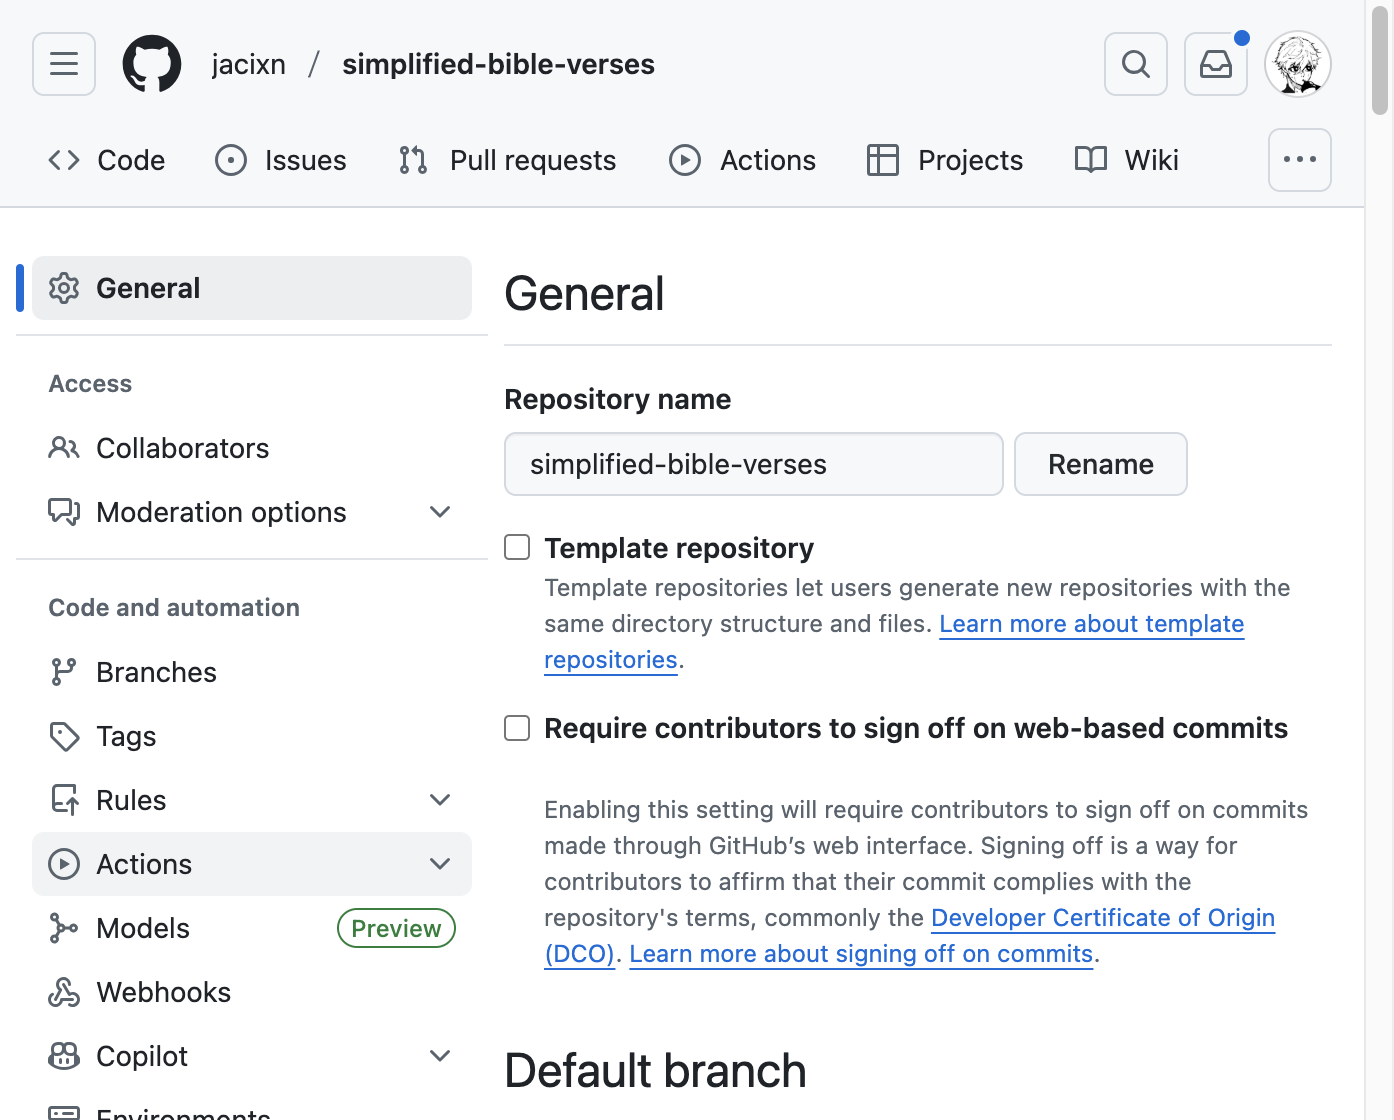 jacixn / simplified-bible-verses
Code Issues Pull requests Actions Projects Wiki
General
Access
Collaborators
Moderation options
Code and automation
Branches
Tags
Rules
Actions
Models Preview
Webhooks
Copilot
Environments
General
Repository name
simplified-bible-verses Rename
Template repository
Template repositories let users generate new repositories with the
same directory structure and files. Learn more about template
repositories.
Require contributors to sign off on web-based commits
Enabling this setting will require contributors to sign off on commits
made through GitHub’s web interface. Signing off is a way for
contributors to affirm that their commit complies with the
repository's terms, commonly the Developer Certificate of Origin
(DCO). Learn more about signing off on commits.
Default branch